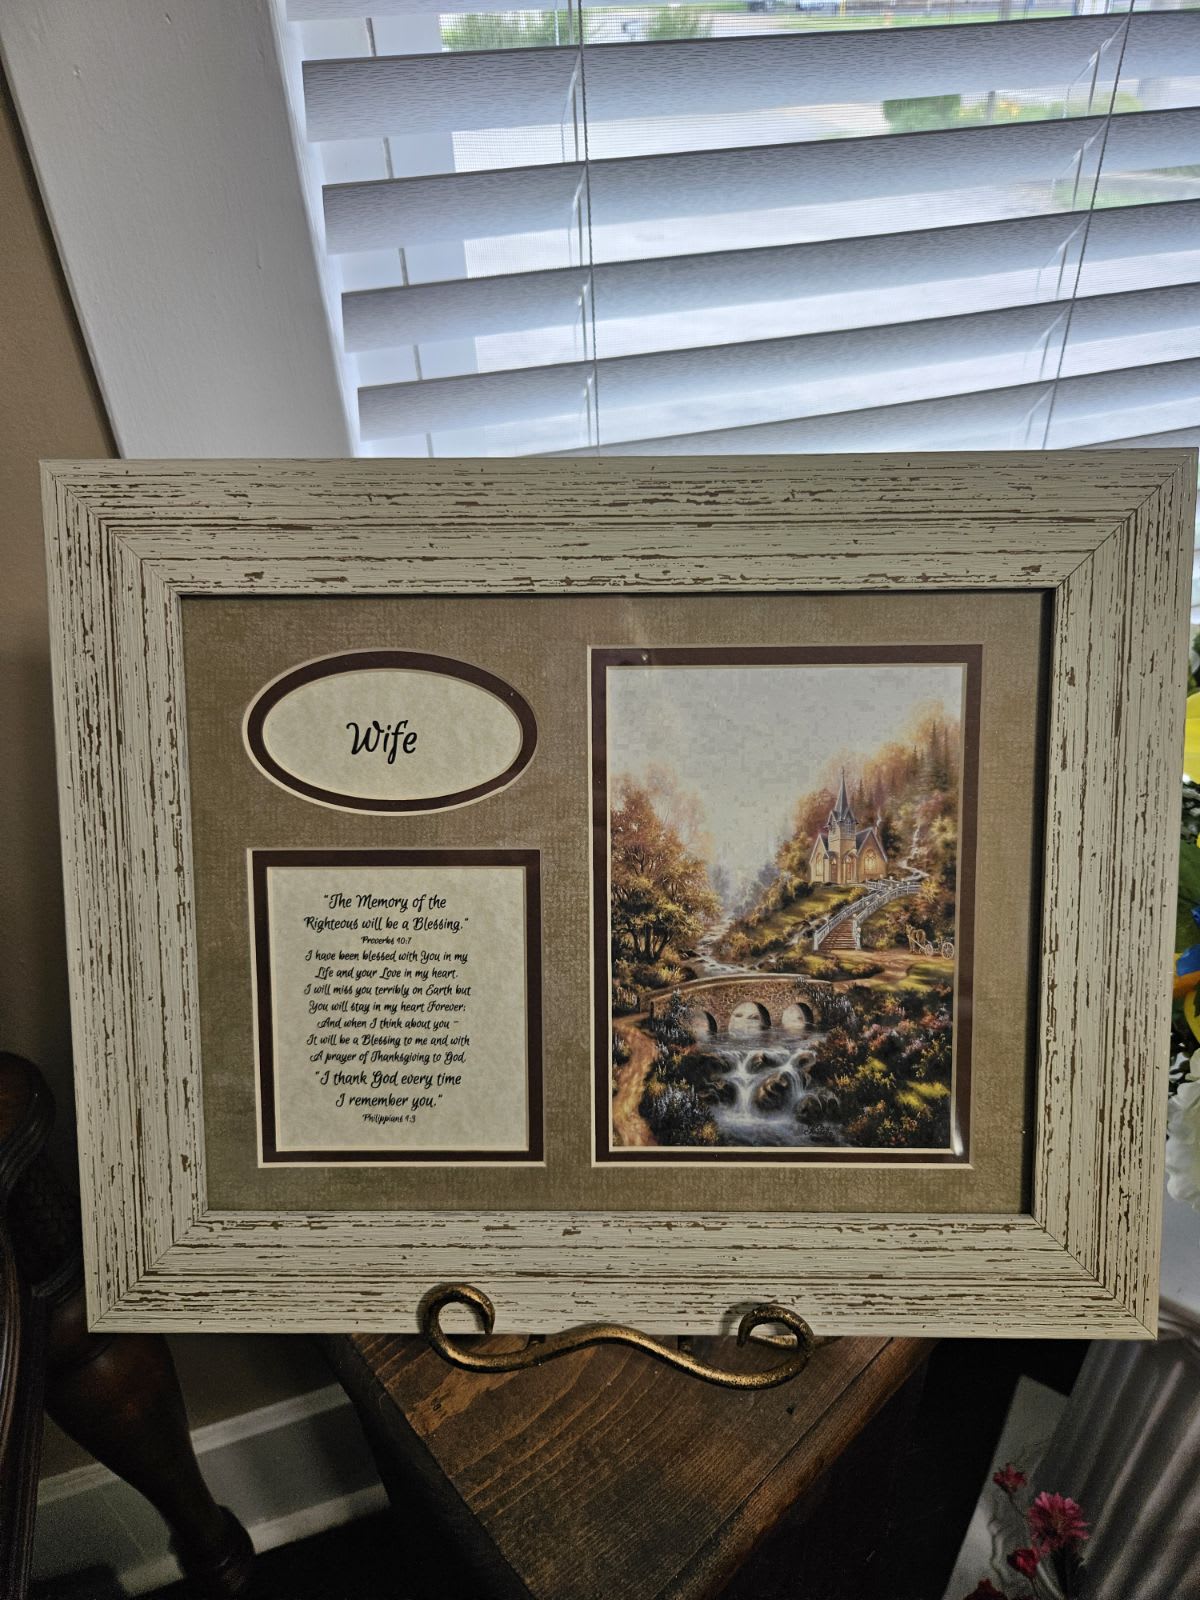 Wife
"The Memory of the
Righteous will be a Blessing."
Proverbs 10:7
I have been blessed with You in my
Life and your Love in my heart.
I will miss you terribly on Earth but
You will stay in my heart Forever;
And when I think about you –
It will be a Blessing to me and with
A prayer of Thanksgiving to God,
"I thank God every time
I remember you."
Philippians 1:3